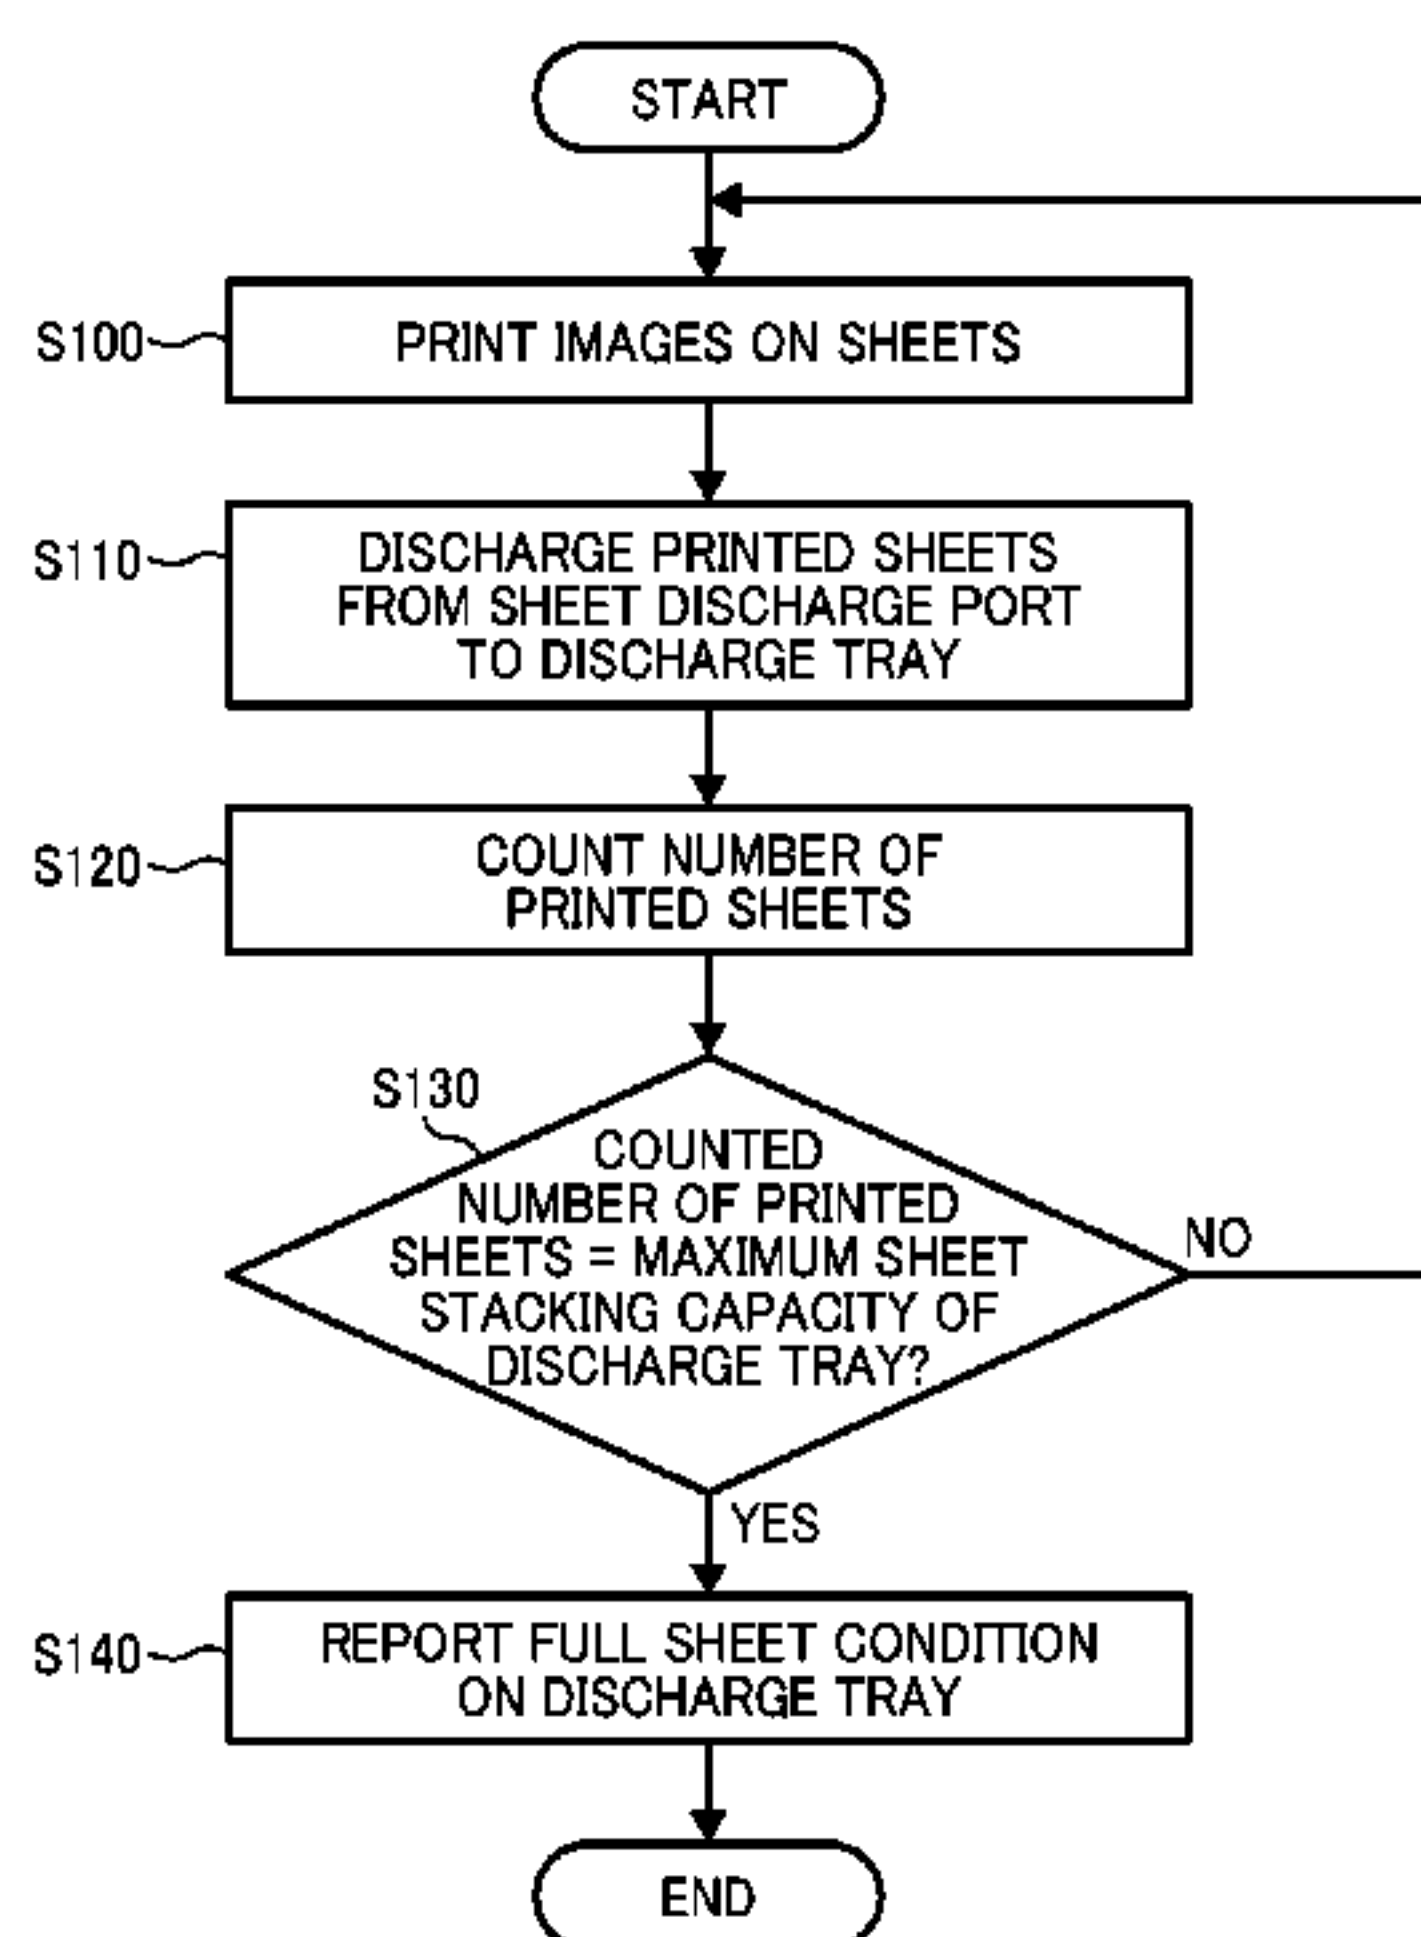 START
S100
PRINT IMAGES ON SHEETS
S110
DISCHARGE PRINTED SHEETS
FROM SHEET DISCHARGE PORT
TO DISCHARGE TRAY
S120
COUNT NUMBER OF
PRINTED SHEETS
S130
COUNTED
NUMBER OF PRINTED
SHEETS = MAXIMUM SHEET
STACKING CAPACITY OF
DISCHARGE TRAY?
NO
YES
S140
REPORT FULL SHEET CONDITION
ON DISCHARGE TRAY
END